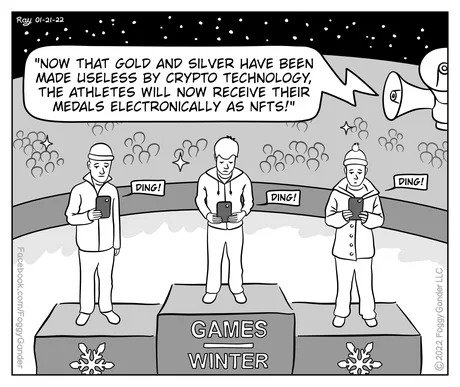 Ray 01-21-22
"NOW THAT GOLD AND SILVER HAVE BEEN
MADE USELESS BY CRYPTO TECHNOLOGY,
THE ATHLETES WILL NOW RECEIVE THEIR
MEDALS ELECTRONICALLY AS NFTS!"
DING!
DING!
DING!
GAMES
WINTER
Facebook.com/FoggyGander
©2022 Foggy Gander LLC